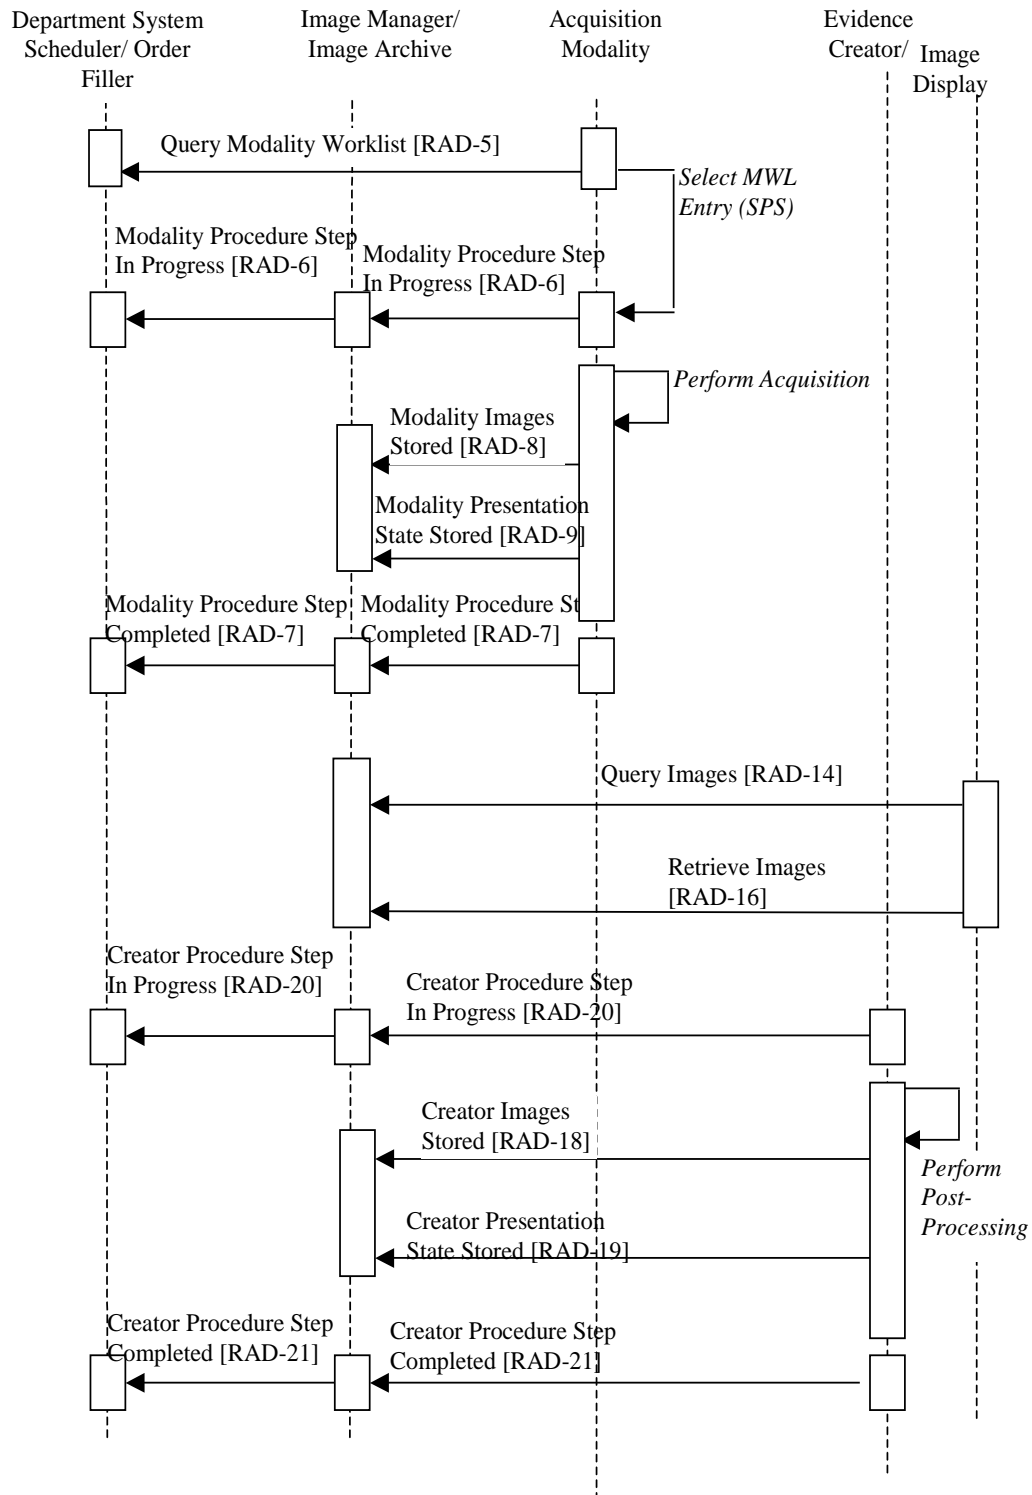 Department System
Scheduler/ Order
Filler
Image Manager/
Image Archive
Acquisition
Modality
Evidence
Creator/
Image
Display
Query Modality Worklist [RAD-5]
Select MWL
Entry (SPS)
Modality Procedure Step
In Progress [RAD-6]
Modality Procedure Step
In Progress [RAD-6]
Perform Acquisition
Modality Images
Stored [RAD-8]
Modality Presentation
State Stored [RAD-9]
Modality Procedure Step
Completed [RAD-7]
Modality Procedure St
Completed [RAD-7]
Query Images [RAD-14]
Retrieve Images
[RAD-16]
Creator Procedure Step
In Progress [RAD-20]
Creator Procedure Step
In Progress [RAD-20]
Creator Images
Stored [RAD-18]
Perform
Post-
Processing
Creator Presentation
State Stored [RAD-19]
Creator Procedure Step
Completed [RAD-21]
Creator Procedure Step
Completed [RAD-21]